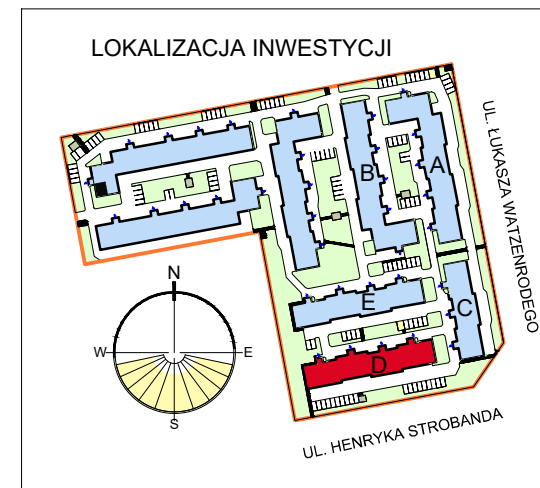 LOKALIZACJA INWESTYCJI
UL. ŁUKASZA WATZENRODEGO
A
B
C
E
D
N
W
E
S
UL. HENRYKA STROBANDA